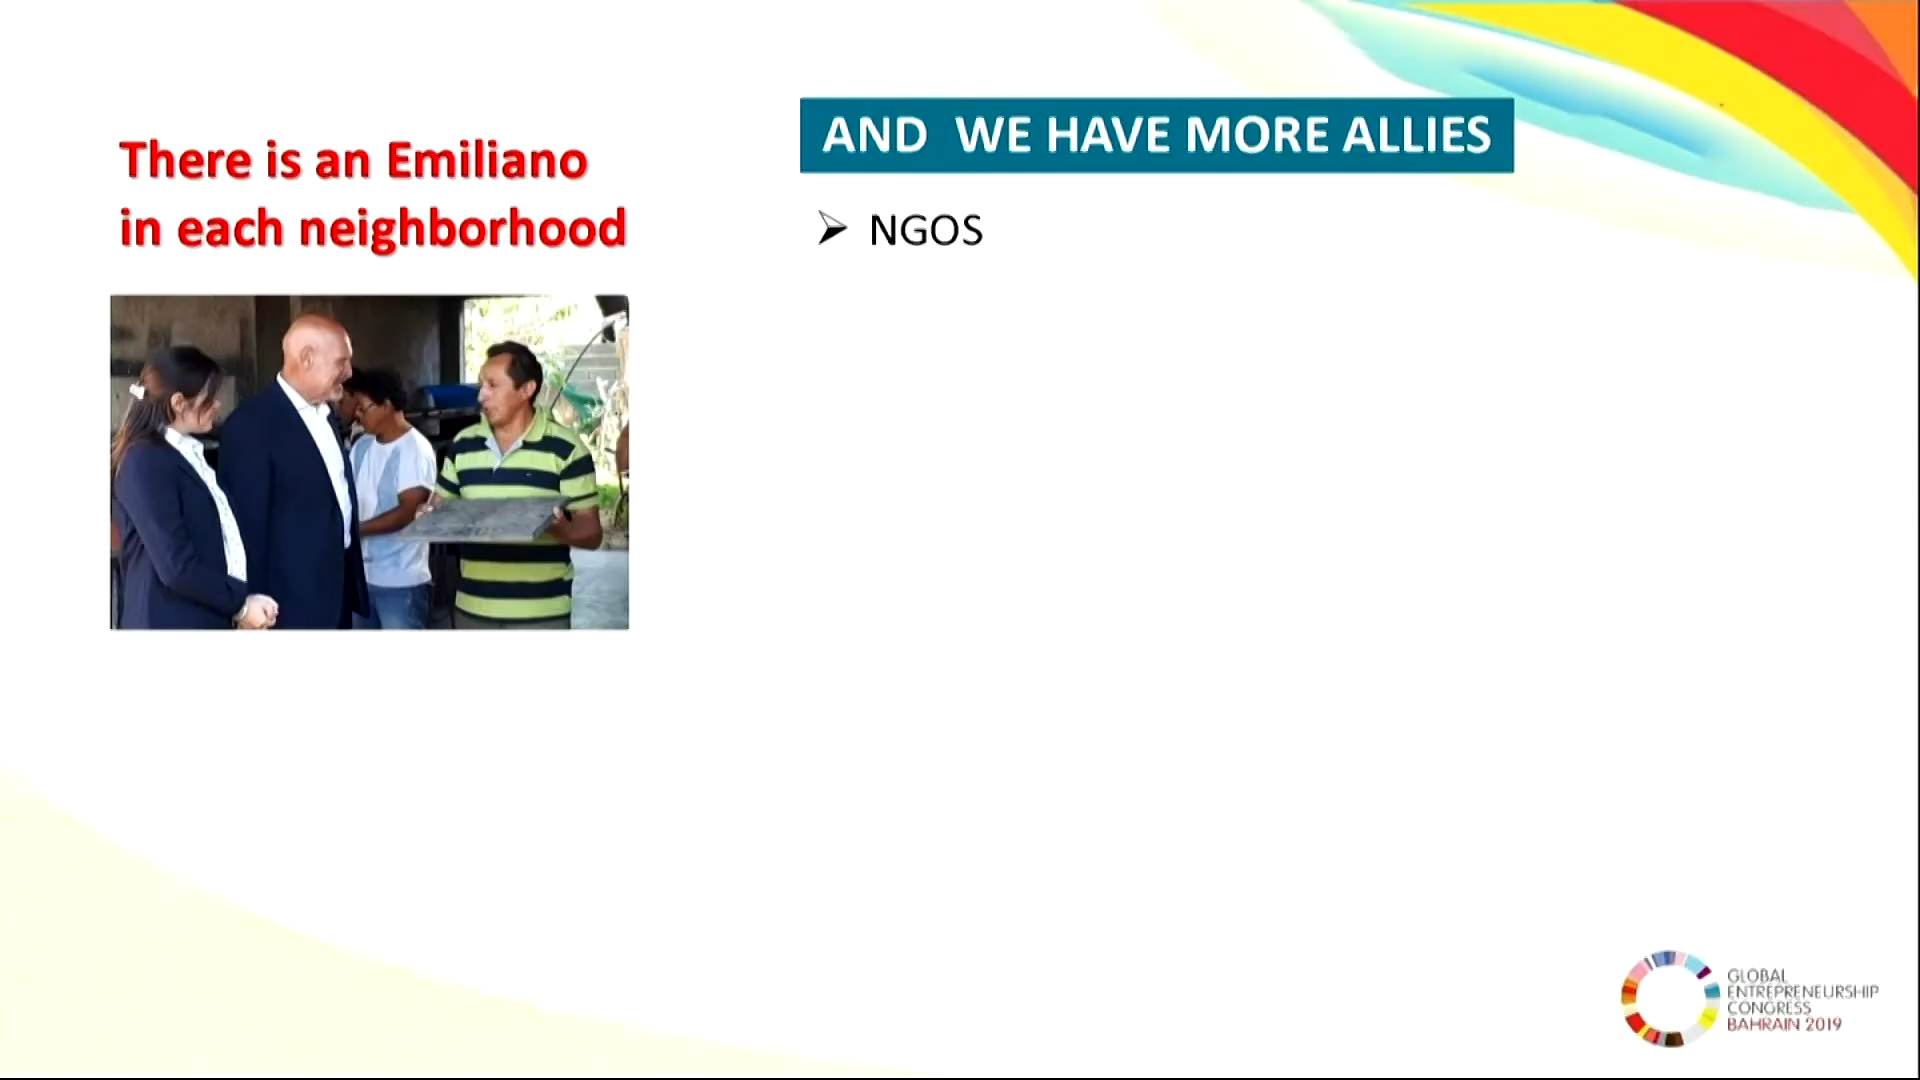 There is an Emiliano
in each neighborhood
AND WE HAVE MORE ALLIES
NGOS
GLOBAL
ENTREPRENEURSHIP
CONGRESS
BAHRAIN 2019